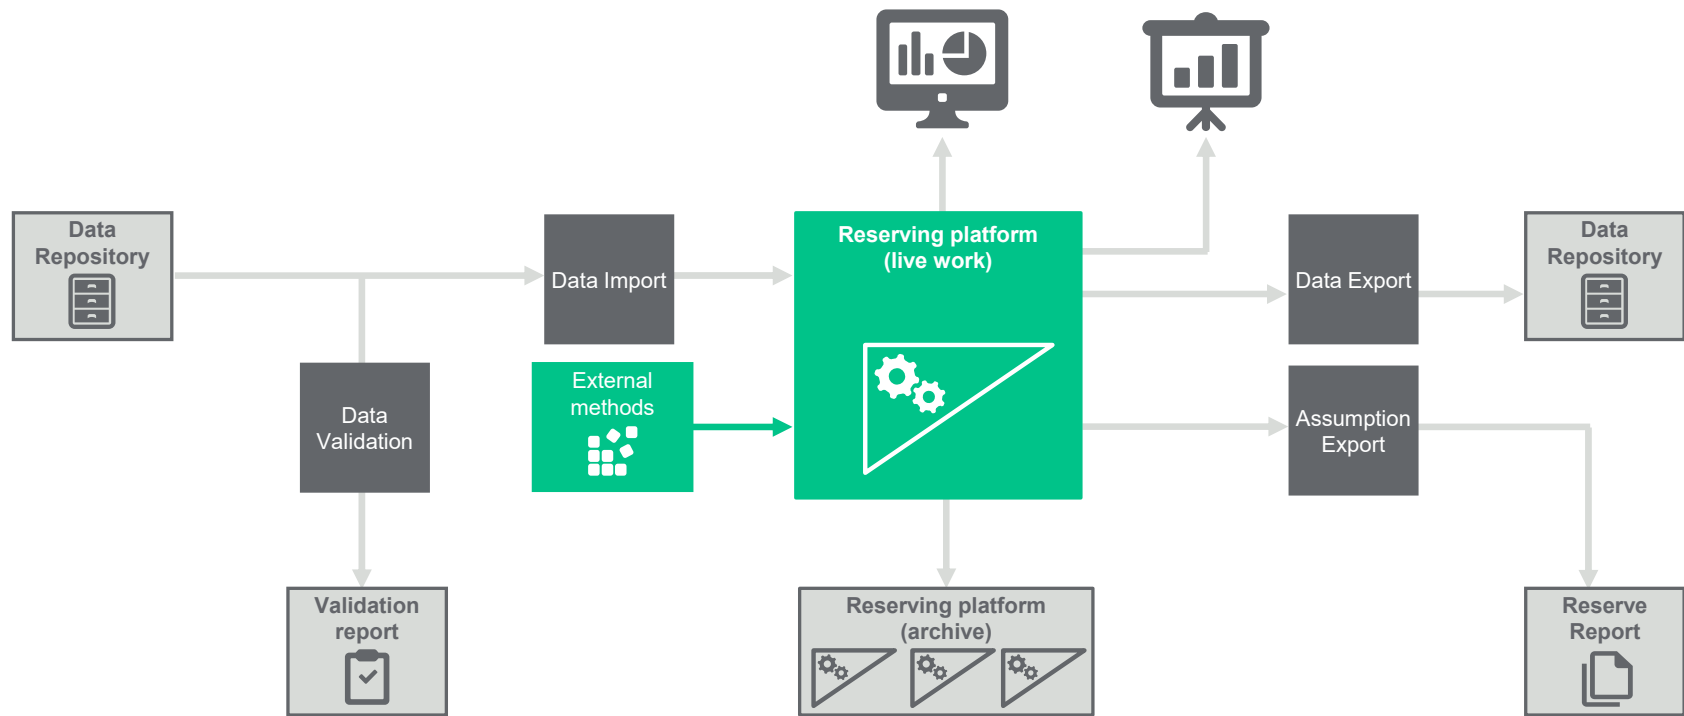 Data
Repository
Data Import
Reserving platform
(live work)
Data Export
Data
Repository
Data
Validation
External
methods
Assumption
Export
Validation
report
Reserving platform
(archive)
Reserve
Report